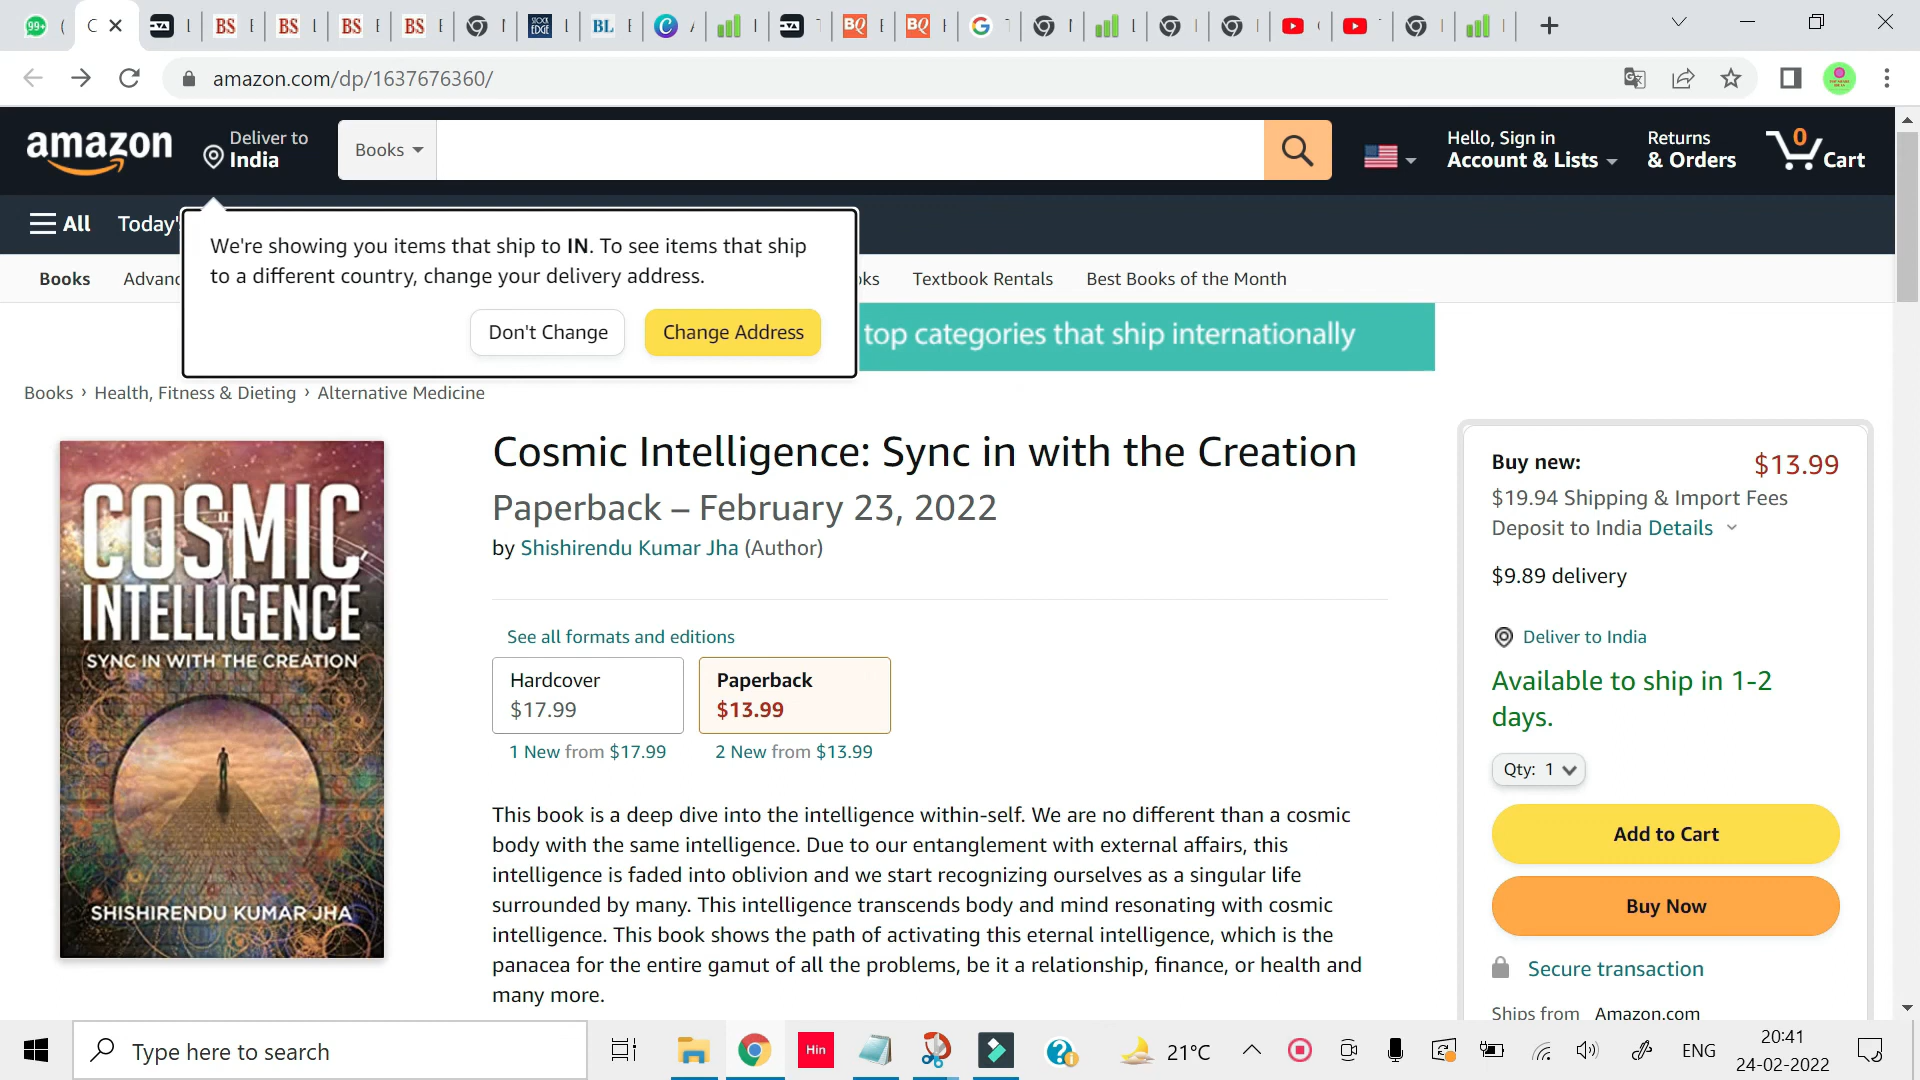 99+
BS
BS
BS
BS
STOCK EDGE
BL
BQ
BQ
amazon.com/dp/1637676360/
amazon
Deliver to
India
Books
Hello, Sign in
Account & Lists
Returns
& Orders
0
Cart
All
Today'
We're showing you items that ship to IN. To see items that ship
to a different country, change your delivery address.
Don't Change
Change Address
Books
Textbook Rentals
Best Books of the Month
top categories that ship internationally
Books › Health, Fitness & Dieting › Alternative Medicine
COSMIC
INTELLIGENCE
SYNC IN WITH THE CREATION
SHISHIRENDU KUMAR JHA
Cosmic Intelligence: Sync in with the Creation
Paperback – February 23, 2022
by Shishirendu Kumar Jha (Author)
See all formats and editions
Hardcover
$17.99
1 New from $17.99
Paperback
$13.99
2 New from $13.99
This book is a deep dive into the intelligence within-self. We are no different than a cosmic
body with the same intelligence. Due to our entanglement with external affairs, this
intelligence is faded into oblivion and we start recognizing ourselves as a singular life
surrounded by many. This intelligence transcends body and mind resonating with cosmic
intelligence. This book shows the path of activating this eternal intelligence, which is the
panacea for the entire gamut of all the problems, be it a relationship, finance, or health and
many more.
Buy new:
$13.99
$19.94 Shipping & Import Fees
Deposit to India Details
$9.89 delivery
Deliver to India
Available to ship in 1-2
days.
Qty: 1
Add to Cart
Buy Now
Secure transaction
Ships from Amazon.com
Type here to search
Hin
21°C
ENG
20:41
24-02-2022